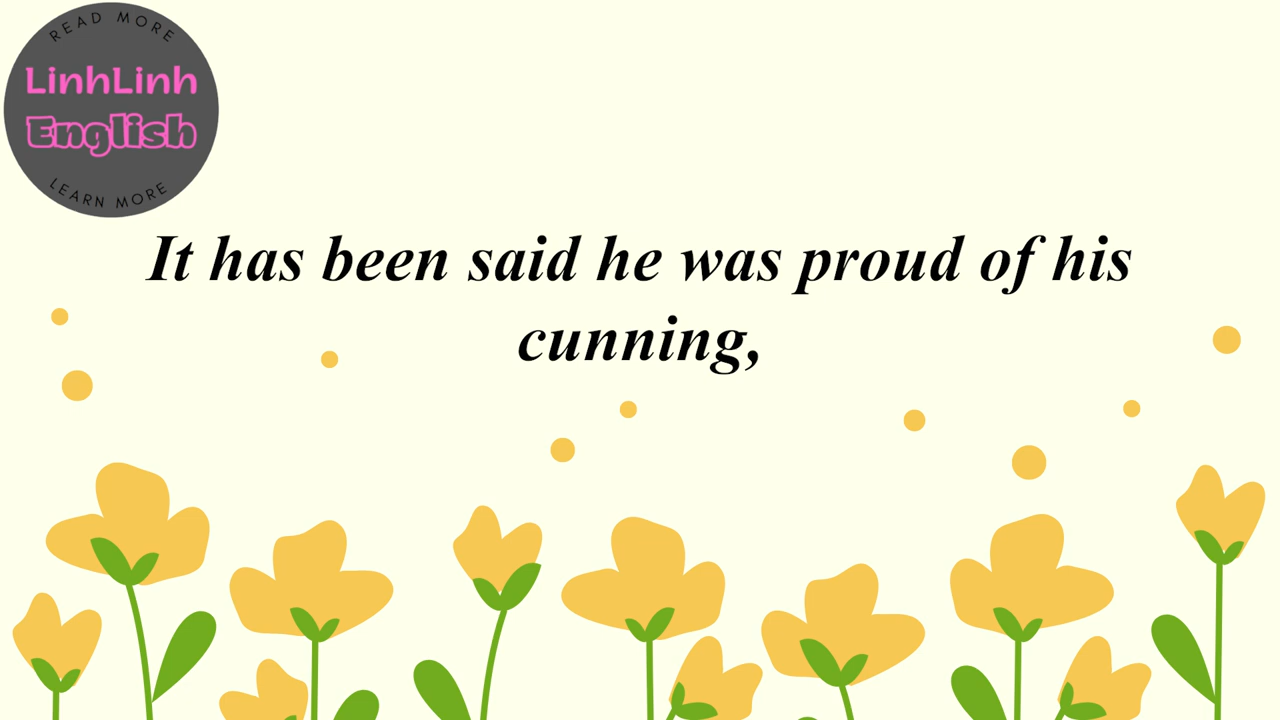 READ MORE
LinhLinh
English
LEARN MORE
It has been said he was proud of his
cunning,